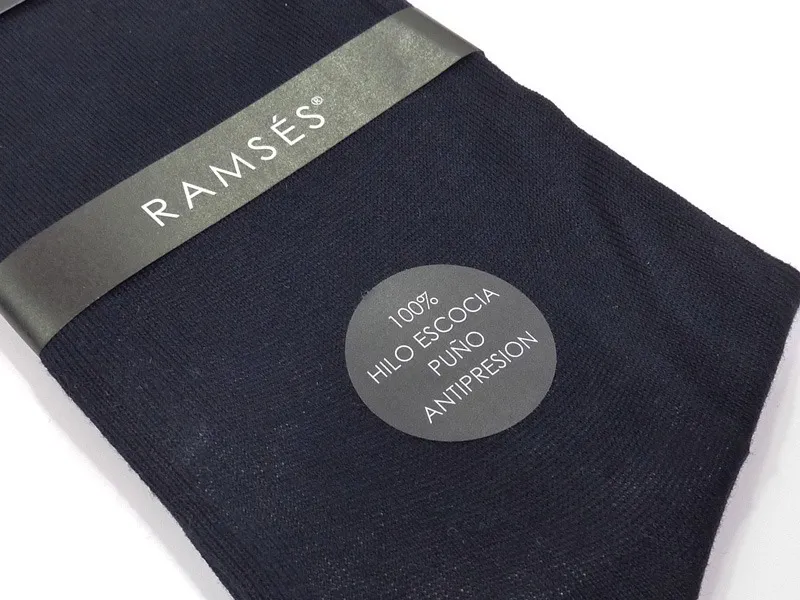 RAMSÉS®
100%
HILO ESCOCIA
PUÑO
ANTIPRESION